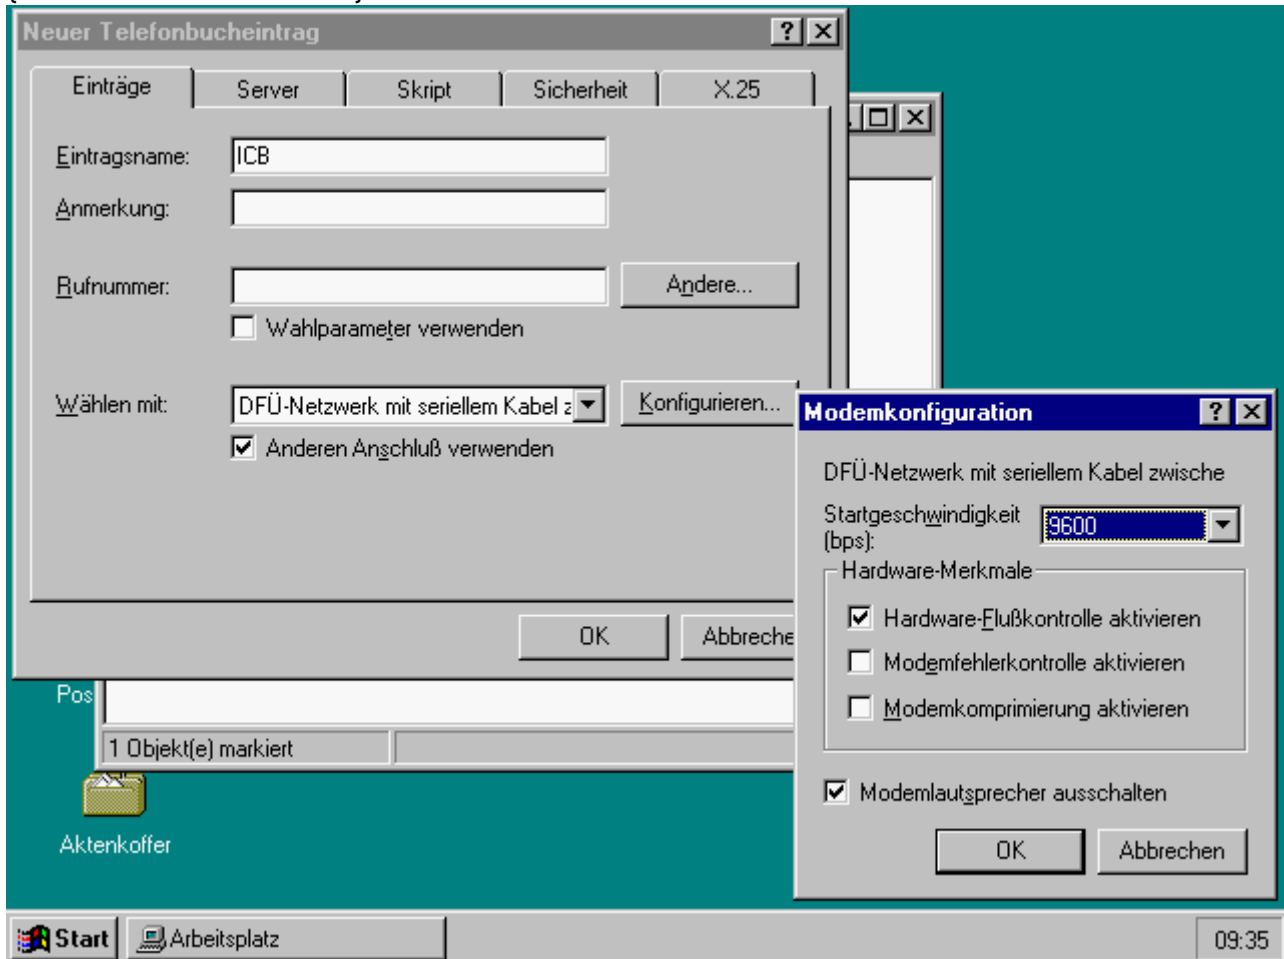 Neuer Telefonbucheintrag
Einträge Server Skript Sicherheit X.25
Eintragsname: ICB
Anmerkung:
Rufnummer: Andere...
Wahlparameter verwenden
Wählen mit: DFÜ-Netzwerk mit seriellem Kabel z Konfigurieren...
Anderen Anschluß verwenden
OK Abbreche
Modemkonfiguration
DFÜ-Netzwerk mit seriellem Kabel zwische
Startgeschwindigkeit
(bps): 9600
Hardware-Merkmale
Hardware-Flußkontrolle aktivieren
Modemfehlerkontrolle aktivieren
Modemkomprimierung aktivieren
Modemlautsprecher ausschalten
OK Abbrechen
Pos
1 Objekt(e) markiert
Aktenkoffer
Start Arbeitsplatz 09:35